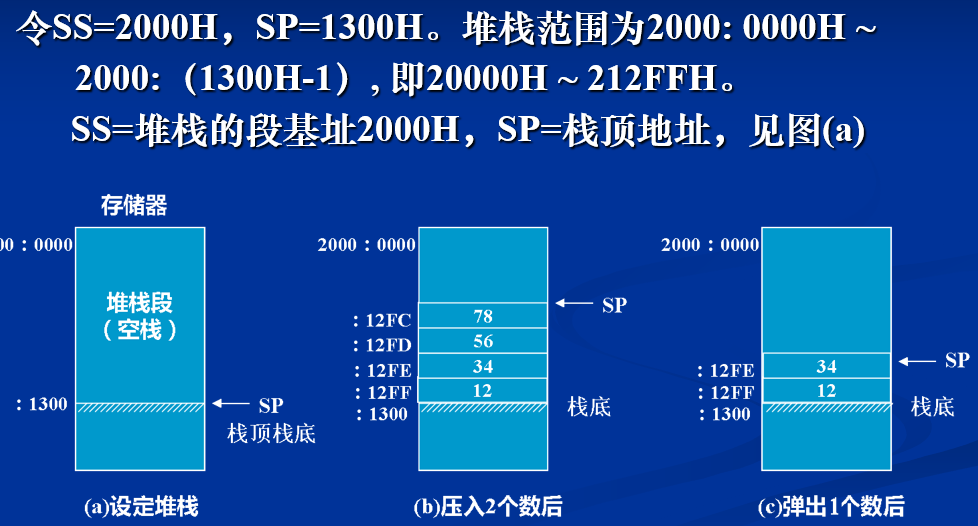 令SS=2000H，SP=1300H。堆栈范围为2000: 0000H ~
2000:（1300H-1）, 即20000H ~ 212FFH。
SS=堆栈的段基址2000H，SP=栈顶地址，见图(a)
存储器
00：0000
堆栈段
（空栈）
：1300
SP
栈顶栈底
(a)设定堆栈
2000：0000
SP
：12FC
78
：12FD
56
：12FE
34
：12FF
12
：1300
栈底
(b)压入2个数后
2000：0000
SP
：12FE
34
：12FF
12
：1300
栈底
(c)弹出1个数后